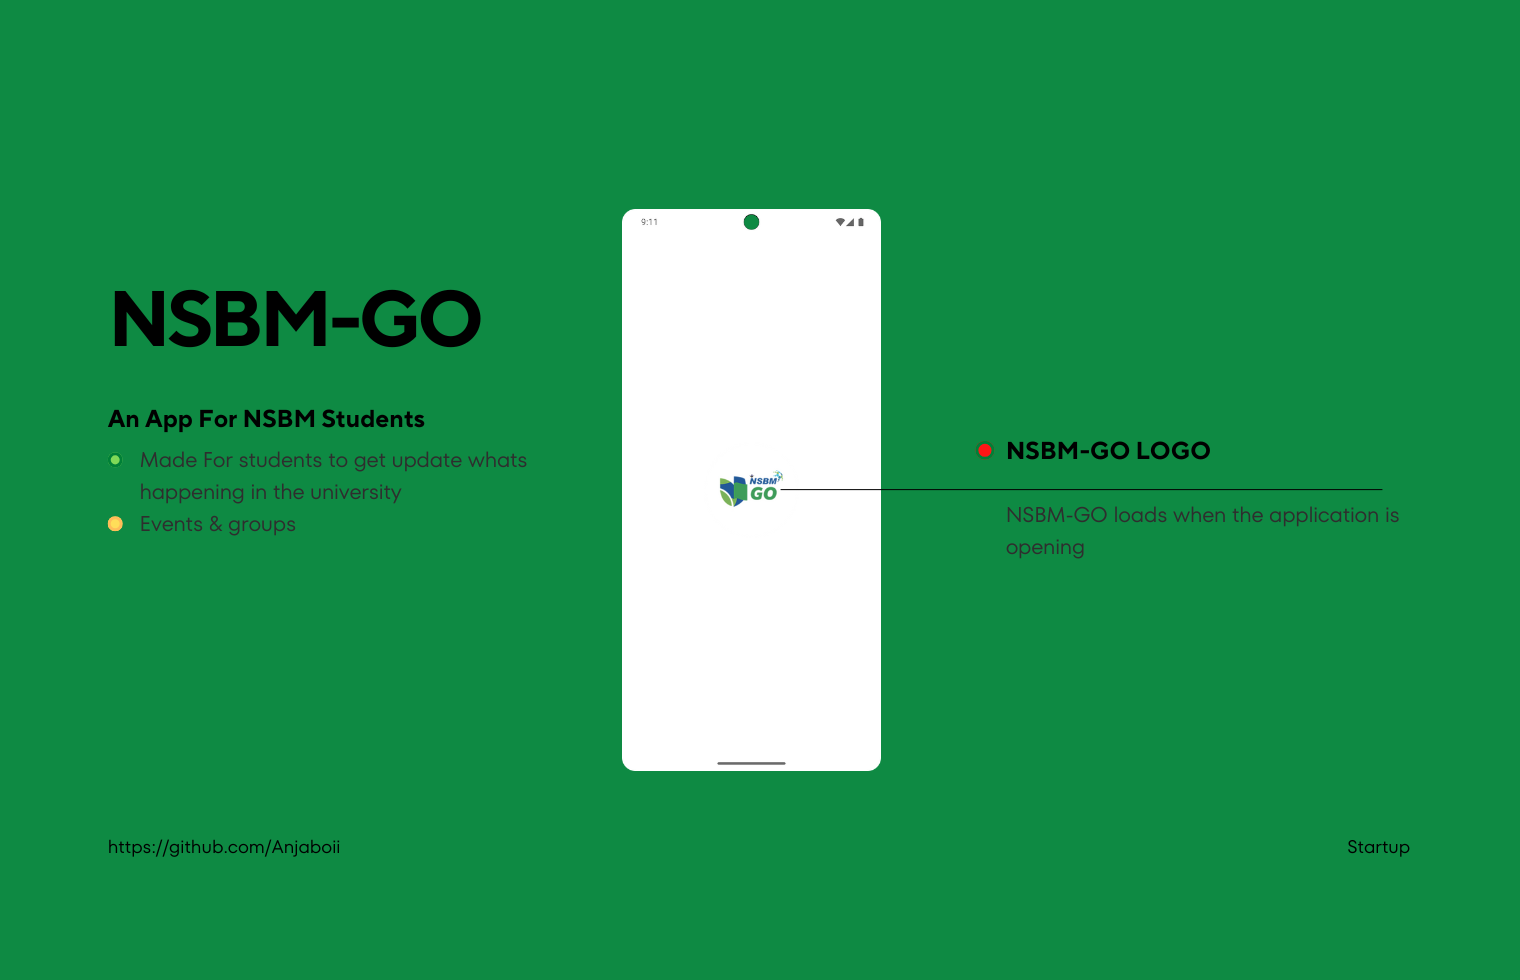 9:11
NSBM-GO
An App For NSBM Students
Made For students to get update whats
happening in the university
Events & groups
NSBM
GO
NSBM-GO LOGO
NSBM-GO loads when the application is
opening
https://github.com/Anjaboii
Startup